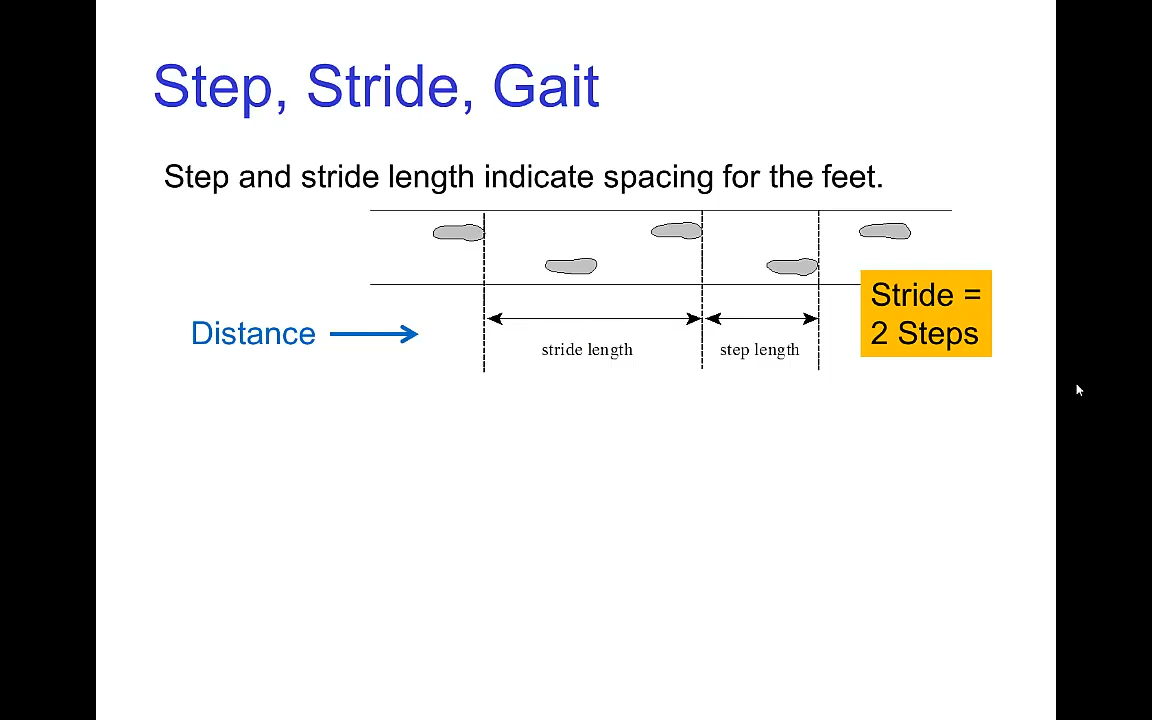 Step, Stride, Gait
Step and stride length indicate spacing for the feet.
Distance
stride length
step length
Stride =
2 Steps